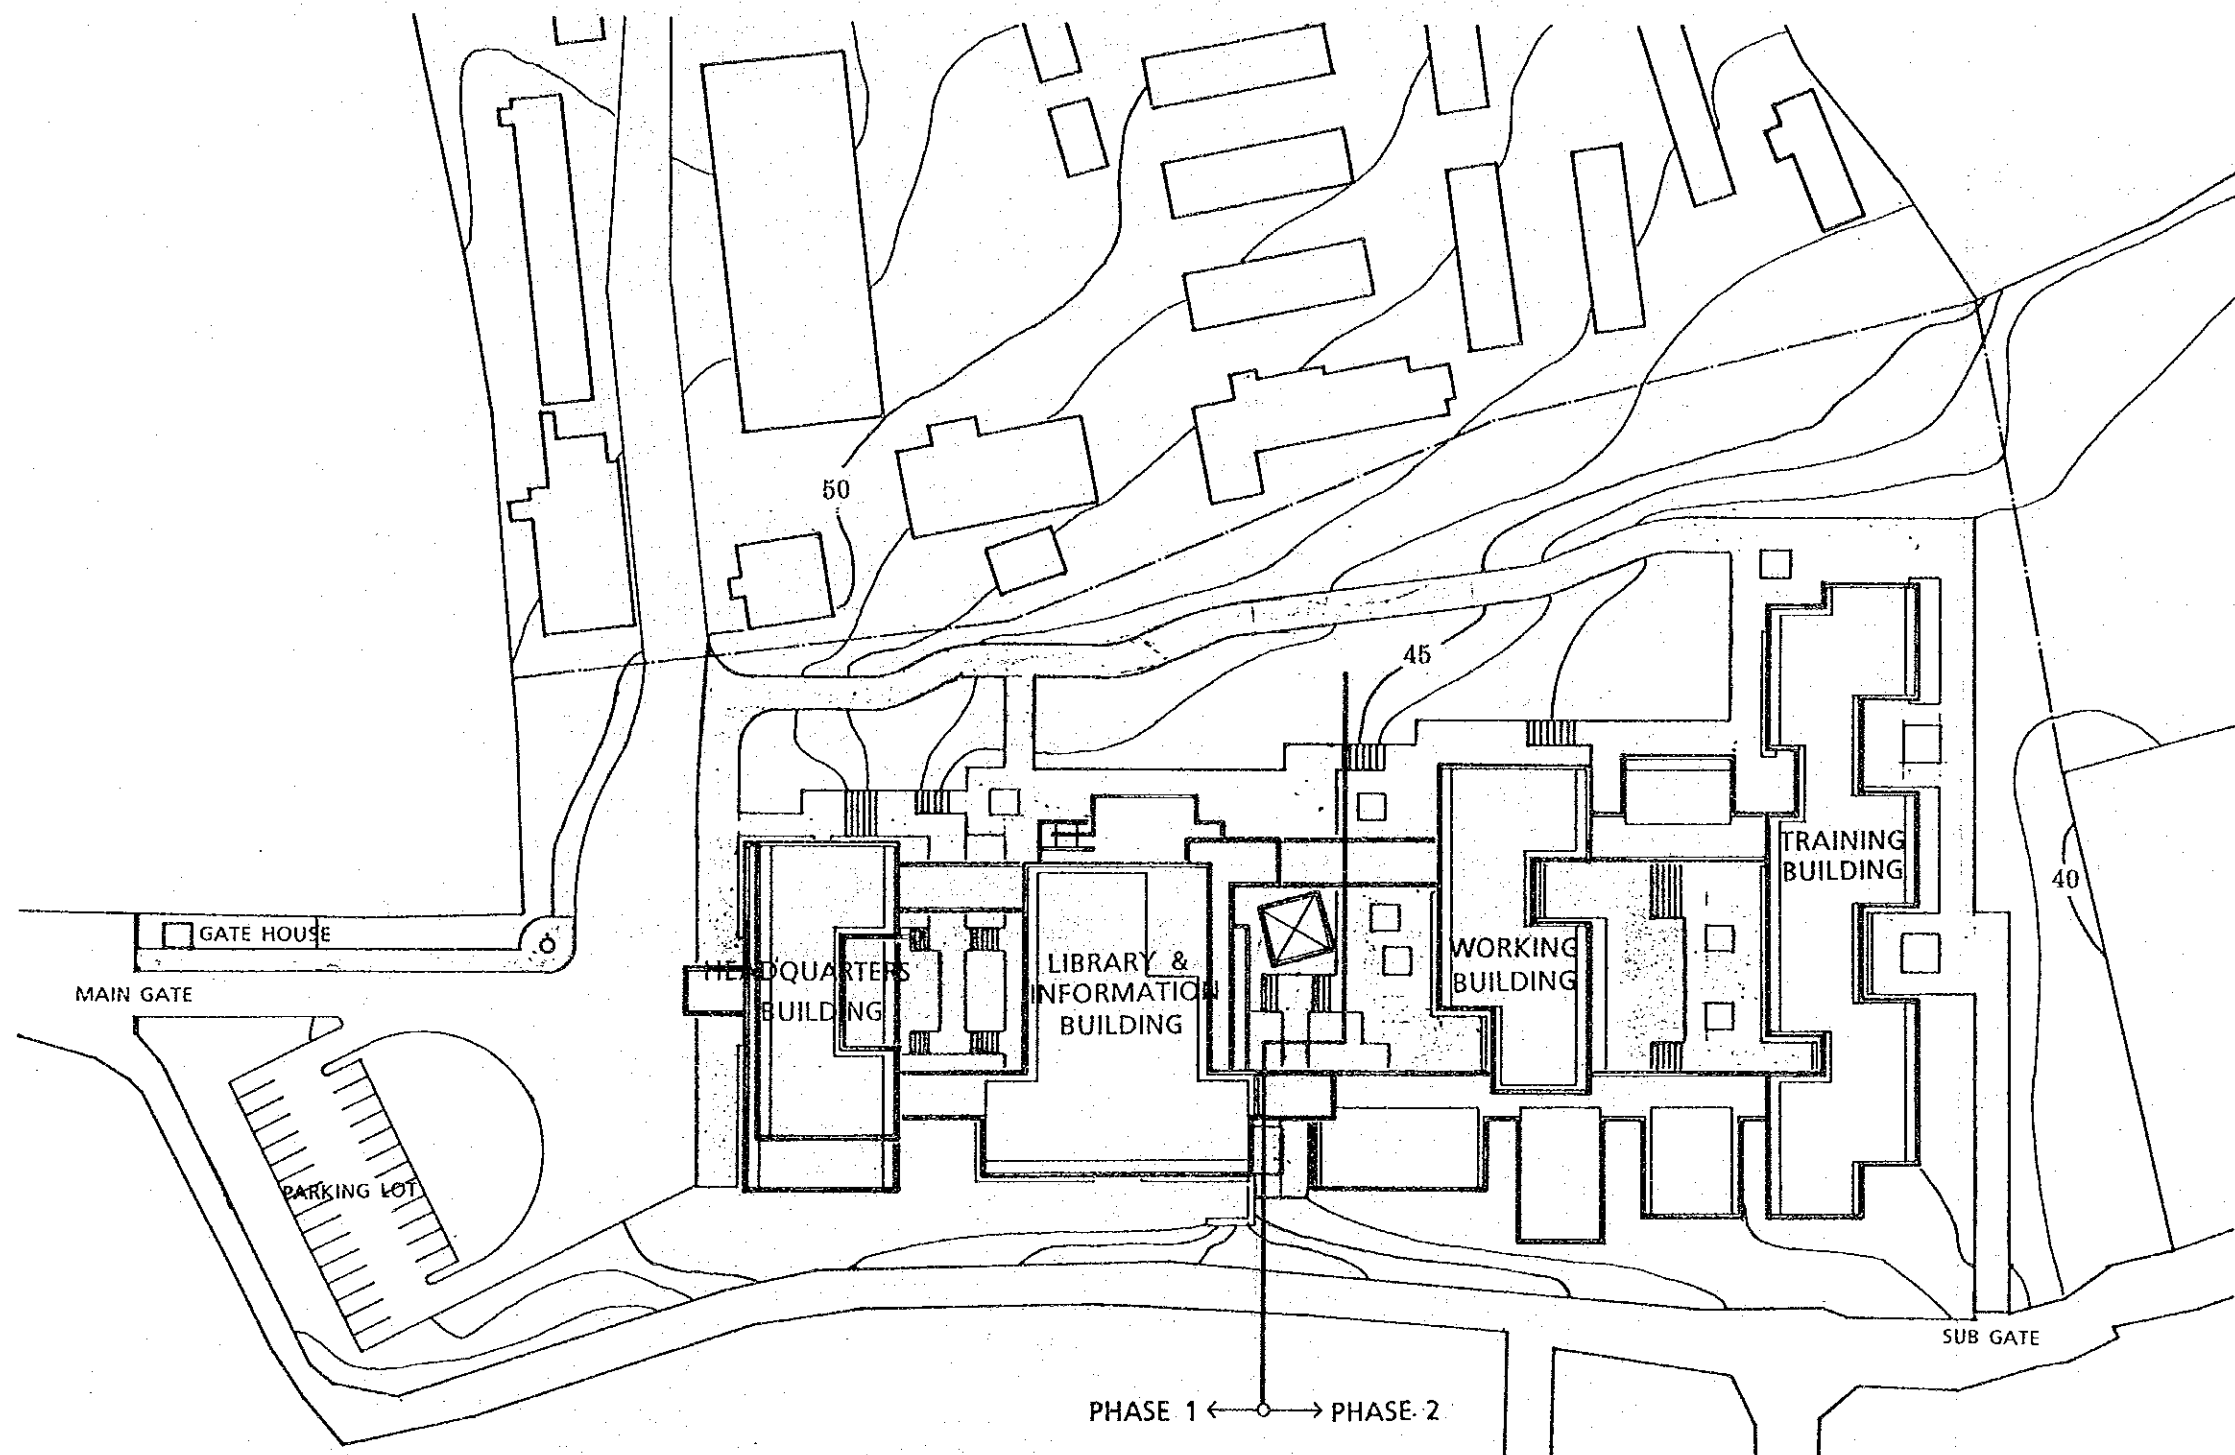 50
45
TRAINING
BUILDING
40
GATE HOUSE
MAIN GATE
HEADQUARTERS
BUILDING
LIBRARY &
INFORMATION
BUILDING
WORKING
BUILDING
PARKING LOT
SUB GATE
PHASE 1
PHASE 2